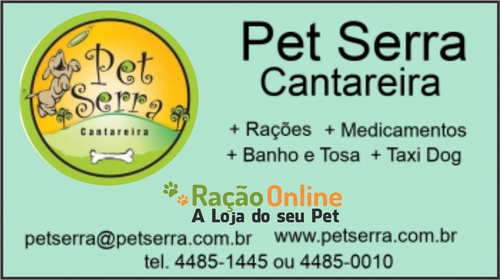 Pet
Serra
Cantareira
Pet Serra
Cantareira
+ Rações + Medicamentos
+ Banho e Tosa + Taxi Dog
RaçãoOnline
A Loja do seu Pet
petserra@petserra.com.br www.petserra.com.br
tel. 4485-1445 ou 4485-0010